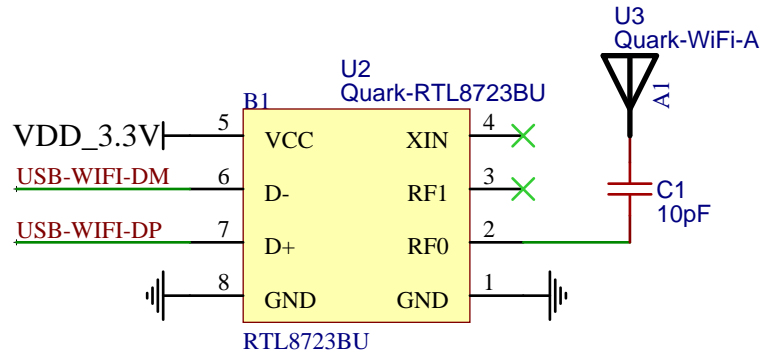 U3
Quark-WiFi-A
A1
U2
Quark-RTL8723BU
B1
VDD_3.3V 5 VCC XIN 4
USB-WIFI-DM 6 D- RF1 3
USB-WIFI-DP 7 D+ RF0 2
C1
10pF
8 GND GND 1
RTL8723BU